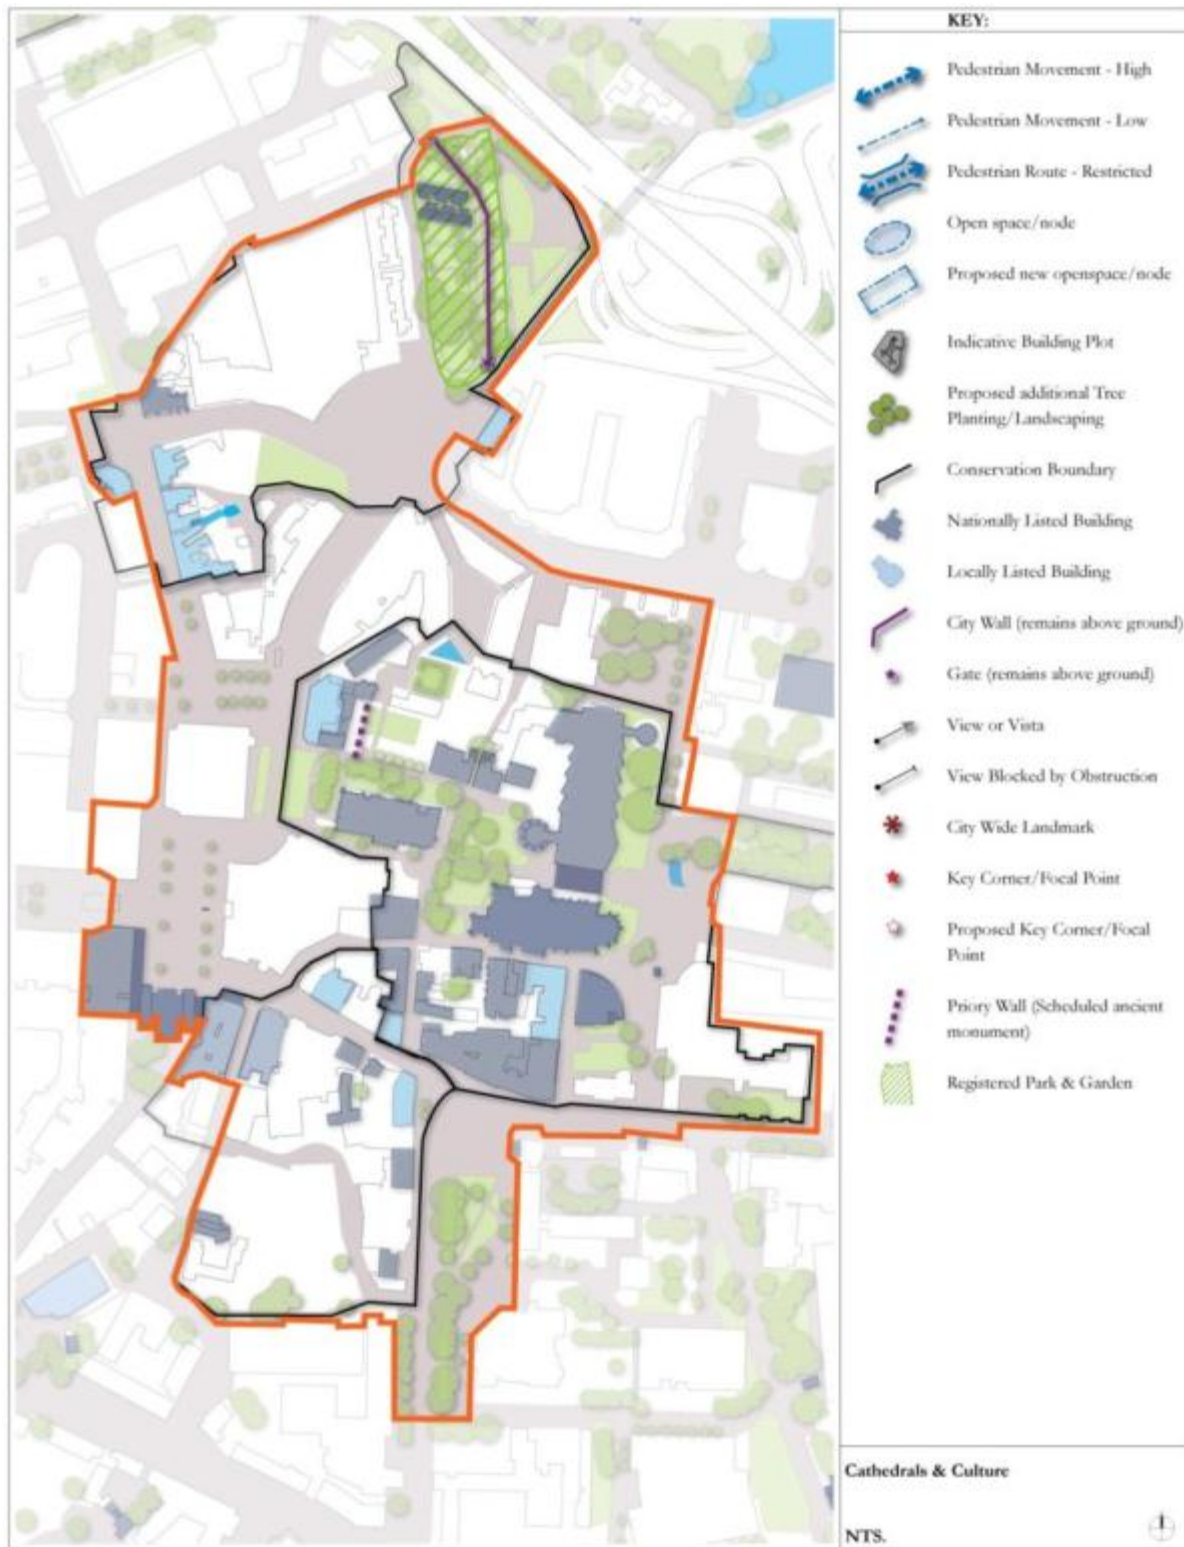 KEY:
Pedestrian Movement - High
Pedestrian Movement - Low
Pedestrian Route - Restricted
Open space/node
Proposed new openspace/node
Indicative Building Plot
Proposed additional Tree
Planting/Landscaping
Conservation Boundary
Nationally Listed Building
Locally Listed Building
City Wall (remains above ground)
Gate (remains above ground)
View or Vista
View Blocked by Obstruction
City Wide Landmark
Key Corner/Focal Point
Proposed Key Corner/Focal
Point
Priory Wall (Scheduled ancient
monument)
Registered Park & Garden
Cathedrals & Culture
NTS.